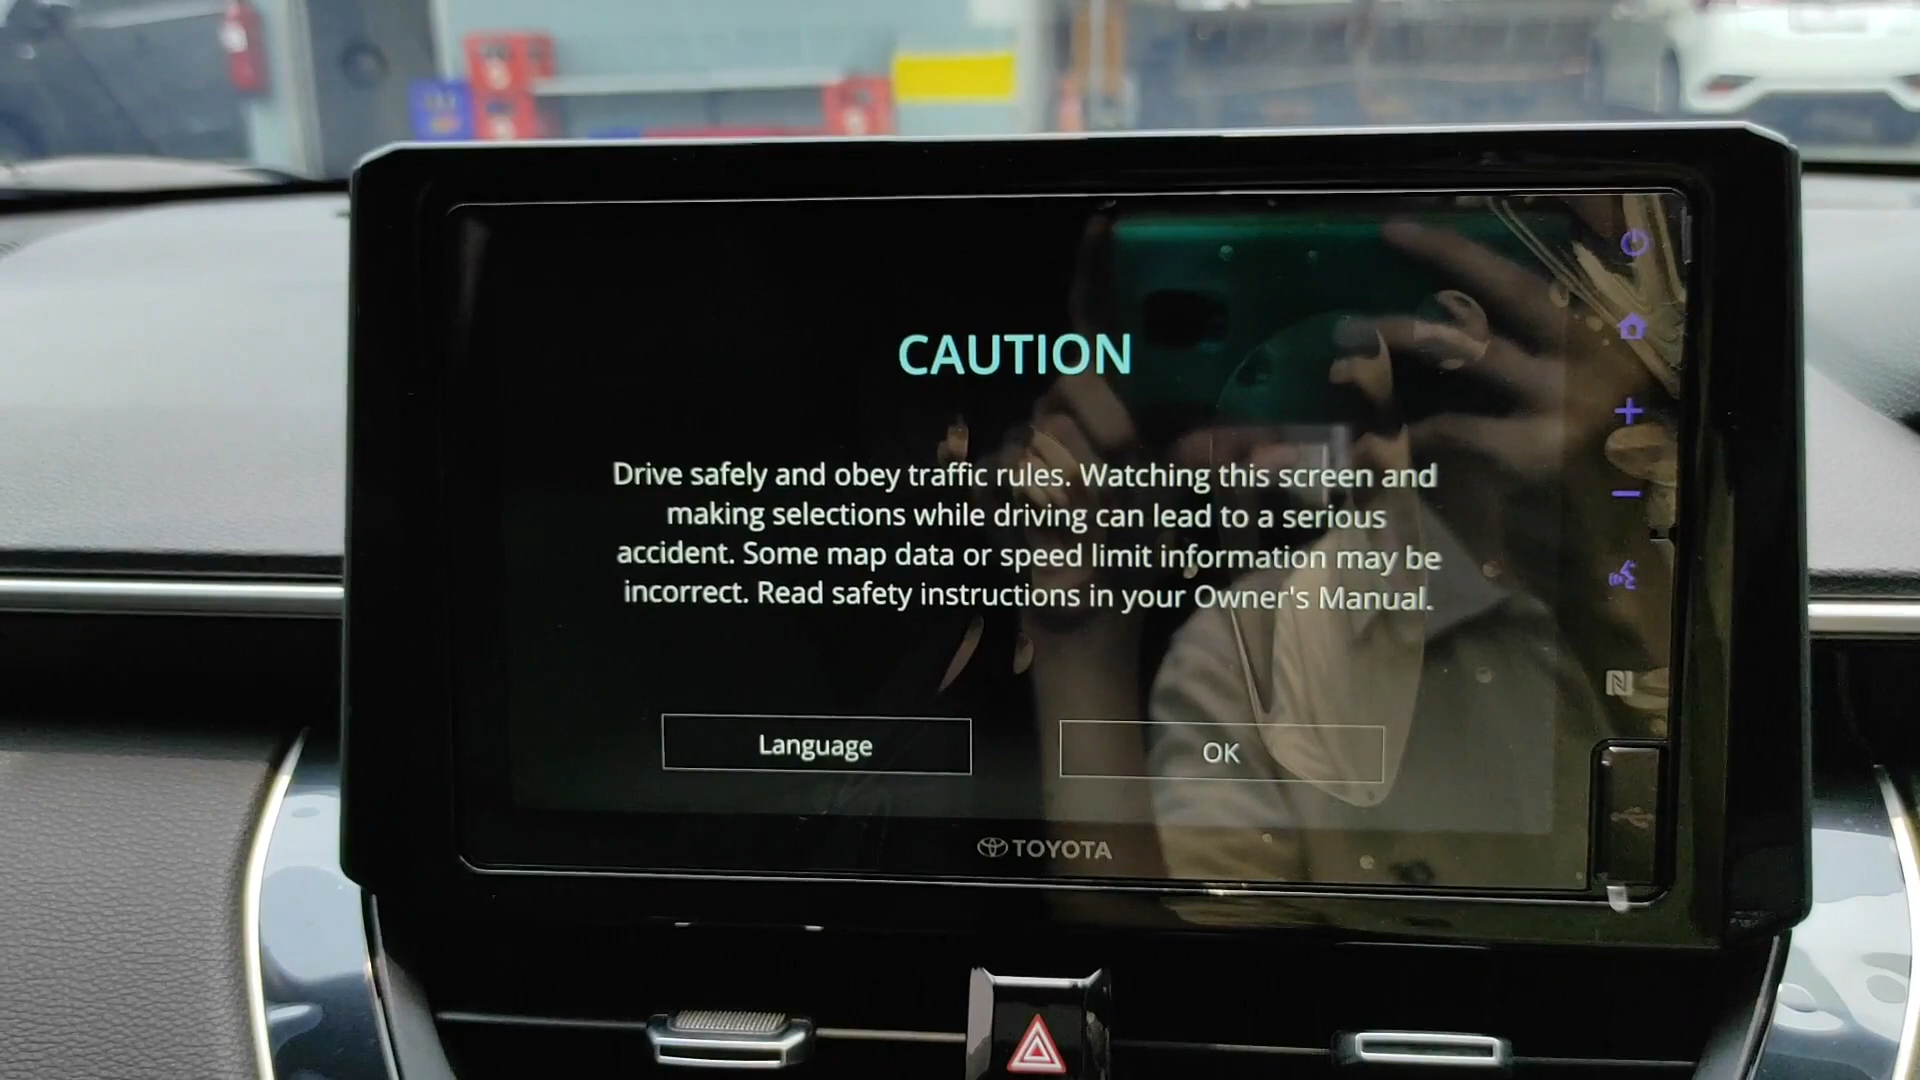 CAUTION
Drive safely and obey traffic rules. Watching this screen and
making selections while driving can lead to a serious
accident. Some map data or speed limit information may be
incorrect. Read safety instructions in your Owner's Manual.
Language
OK
TOYOTA